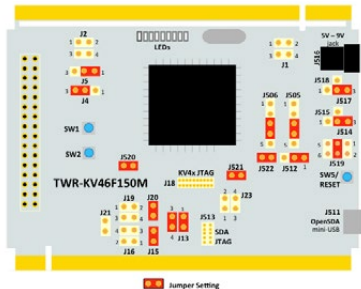 J2
J1
LEDs
5V – 9V
jack
J516
J5
J4
J506
J505
J518
J517
J515
J514
J519
SW1
SW2
J520
J521
J522
J512
SW5/
RESET
KV4x JTAG
J18
TWR-KV46F150M
J23
J19
J20
J21
J513
SDA
JTAG
J13
J16
J15
J511
OpenSDA
mini-USB
Jumper Setting